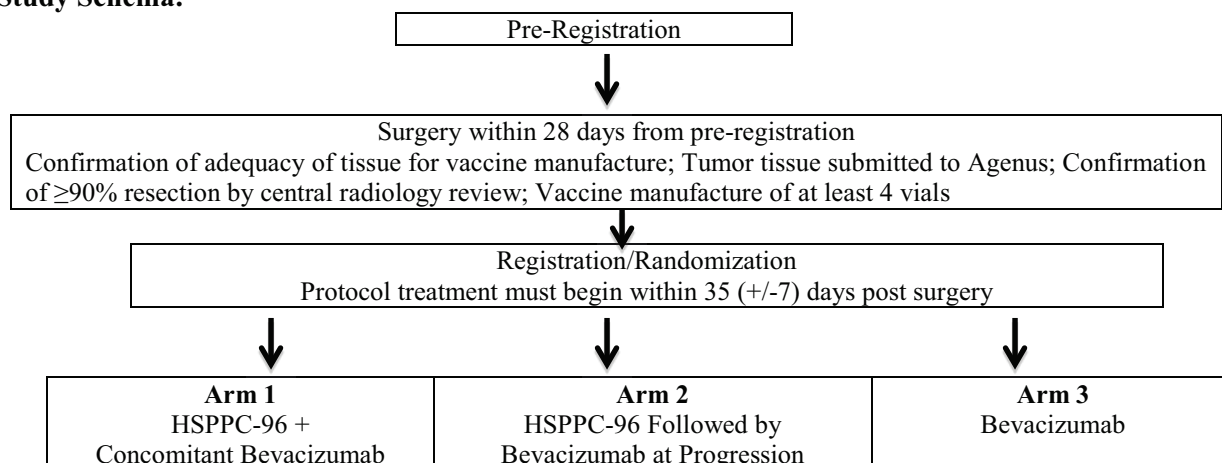 Study Schema:
Pre-Registration
Surgery within 28 days from pre-registration
Confirmation of adequacy of tissue for vaccine manufacture; Tumor tissue submitted to Agenus; Confirmation
of ≥90% resection by central radiology review; Vaccine manufacture of at least 4 vials
Registration/Randomization
Protocol treatment must begin within 35 (+/-7) days post surgery
Arm 1
HSPPC-96 +
Concomitant Bevacizumab
Arm 2
HSPPC-96 Followed by
Bevacizumab at Progression
Arm 3
Bevacizumab